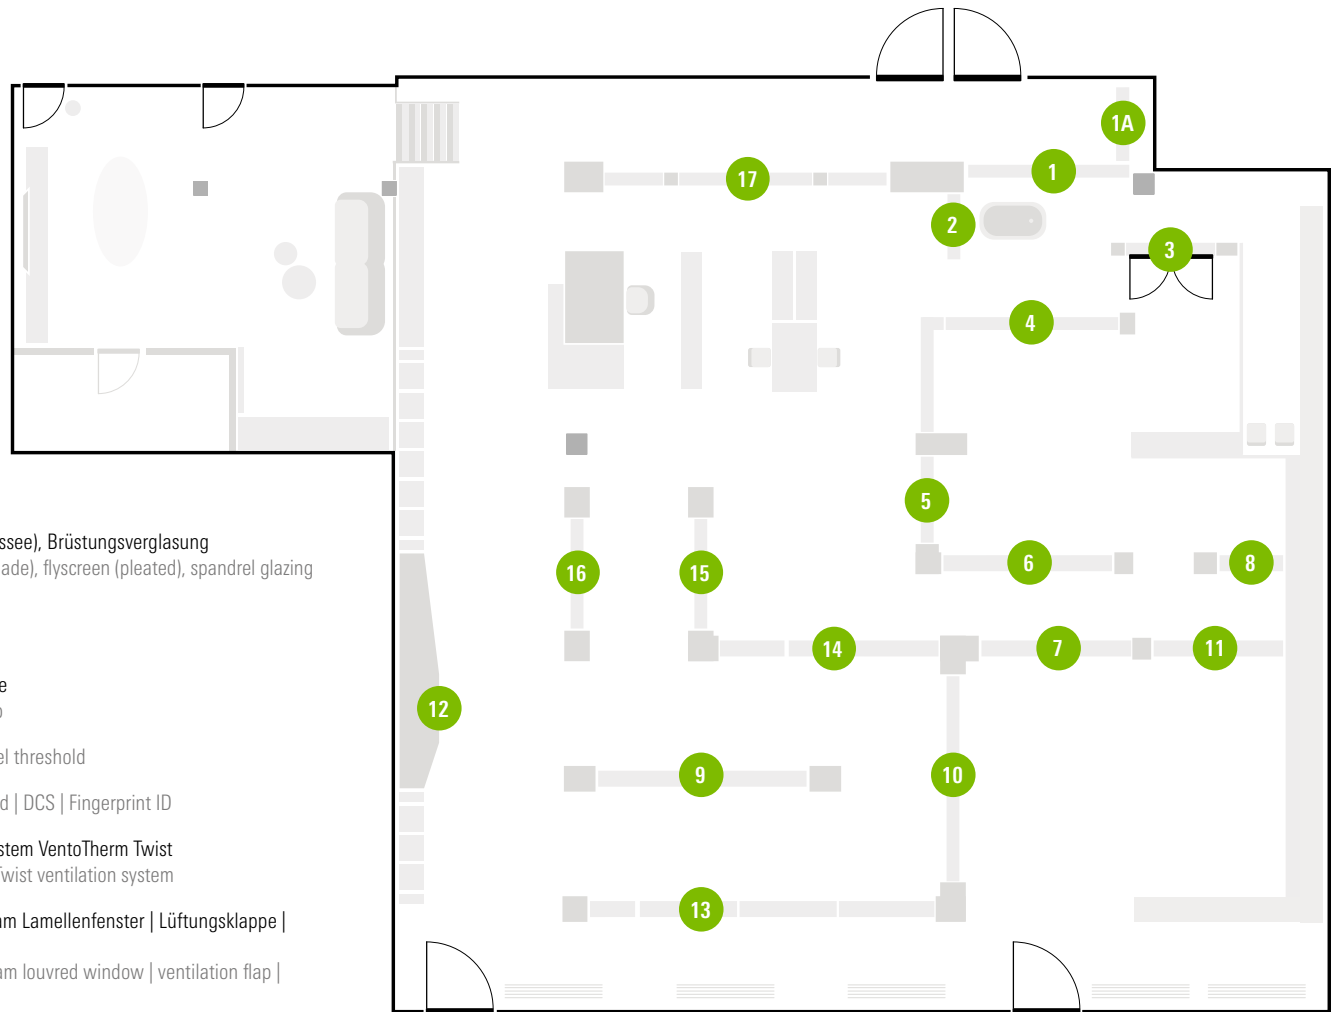 1A
17
1
2
3
4
5
6
8
16
15
14
7
11
12
9
10
13
ssee), Brüstungsverglasung
ade), flyscreen (pleated), spandrel glazing
e
el threshold
d | DCS | Fingerprint ID
stem VentoTherm Twist
Twist ventilation system
am Lamellenfenster | Lüftungsklappe |
am louvred window | ventilation flap |